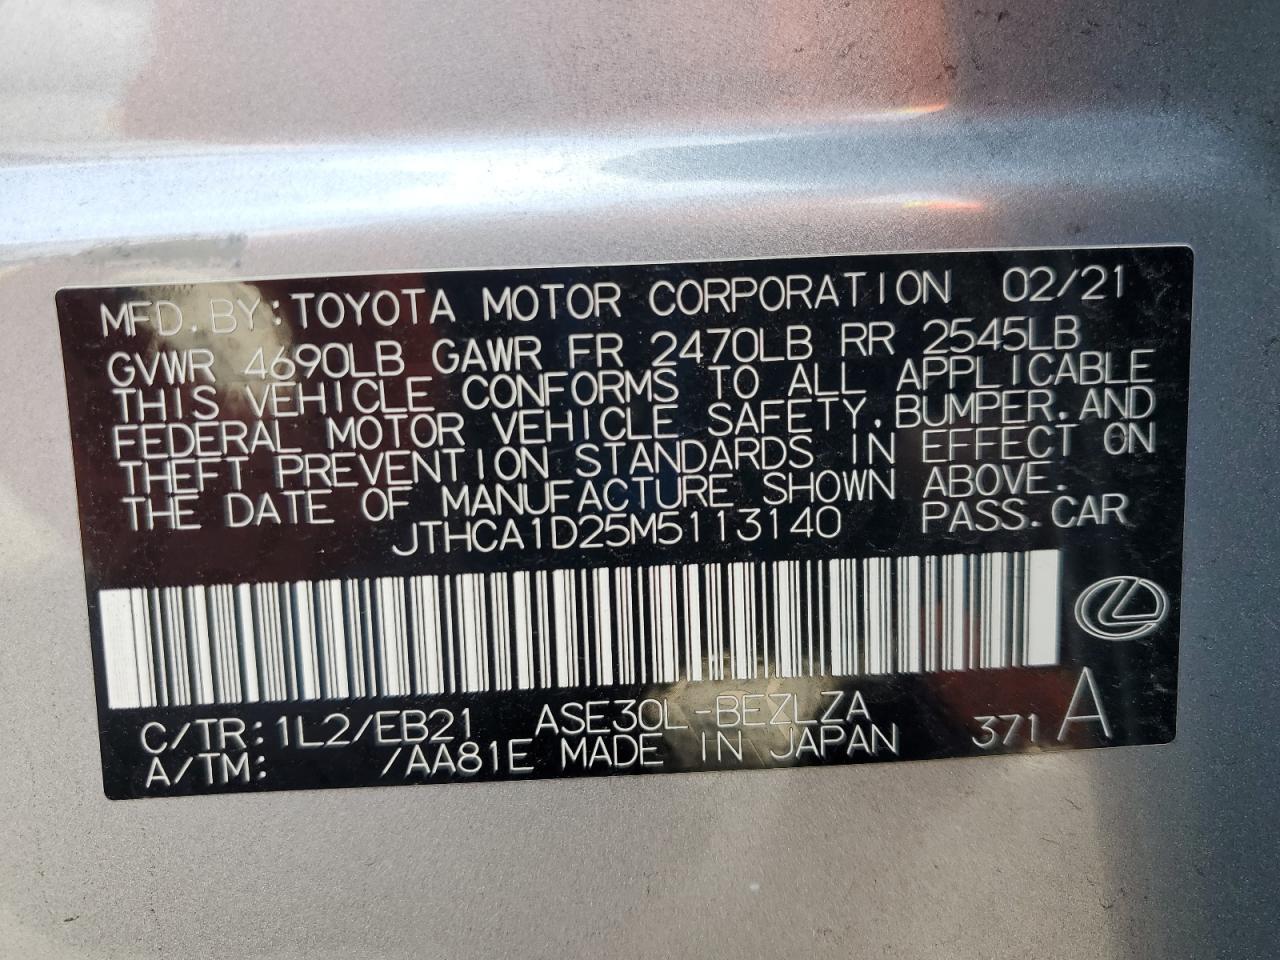 MFD. BY: TOYOTA MOTOR CORPORATION 02/21
GVWR 4690LB GAWR FR 2470LB RR 2545LB
THIS VEHICLE CONFORMS TO ALL APPLICABLE
FEDERAL MOTOR VEHICLE SAFETY, BUMPER, AND
THEFT PREVENTION STANDARDS IN EFFECT ON
THE DATE OF MANUFACTURE SHOWN ABOVE.
JTHCA1D25M5113140 PASS. CAR
C/TR: 1L2/EB21 ASE30L-BEZLZA
A/TM: /AA81E MADE IN JAPAN 371 A